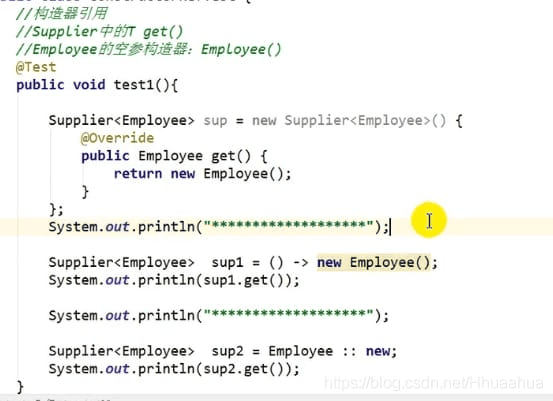 //构造器引用
//Supplier中的T get()
//Employee的空参构造器：Employee()
@Test
public void test1(){
Supplier<Employee> sup = new Supplier<Employee>() {
@Override
public Employee get() {
return new Employee();
}
};
System.out.println("*******************");
Supplier<Employee>  sup1 = () -> new Employee();
System.out.println(sup1.get());
System.out.println("*******************");
Supplier<Employee>  sup2 = Employee :: new;
System.out.println(sup2.get());
}
https://blog.csdn.net/Hhuaahua